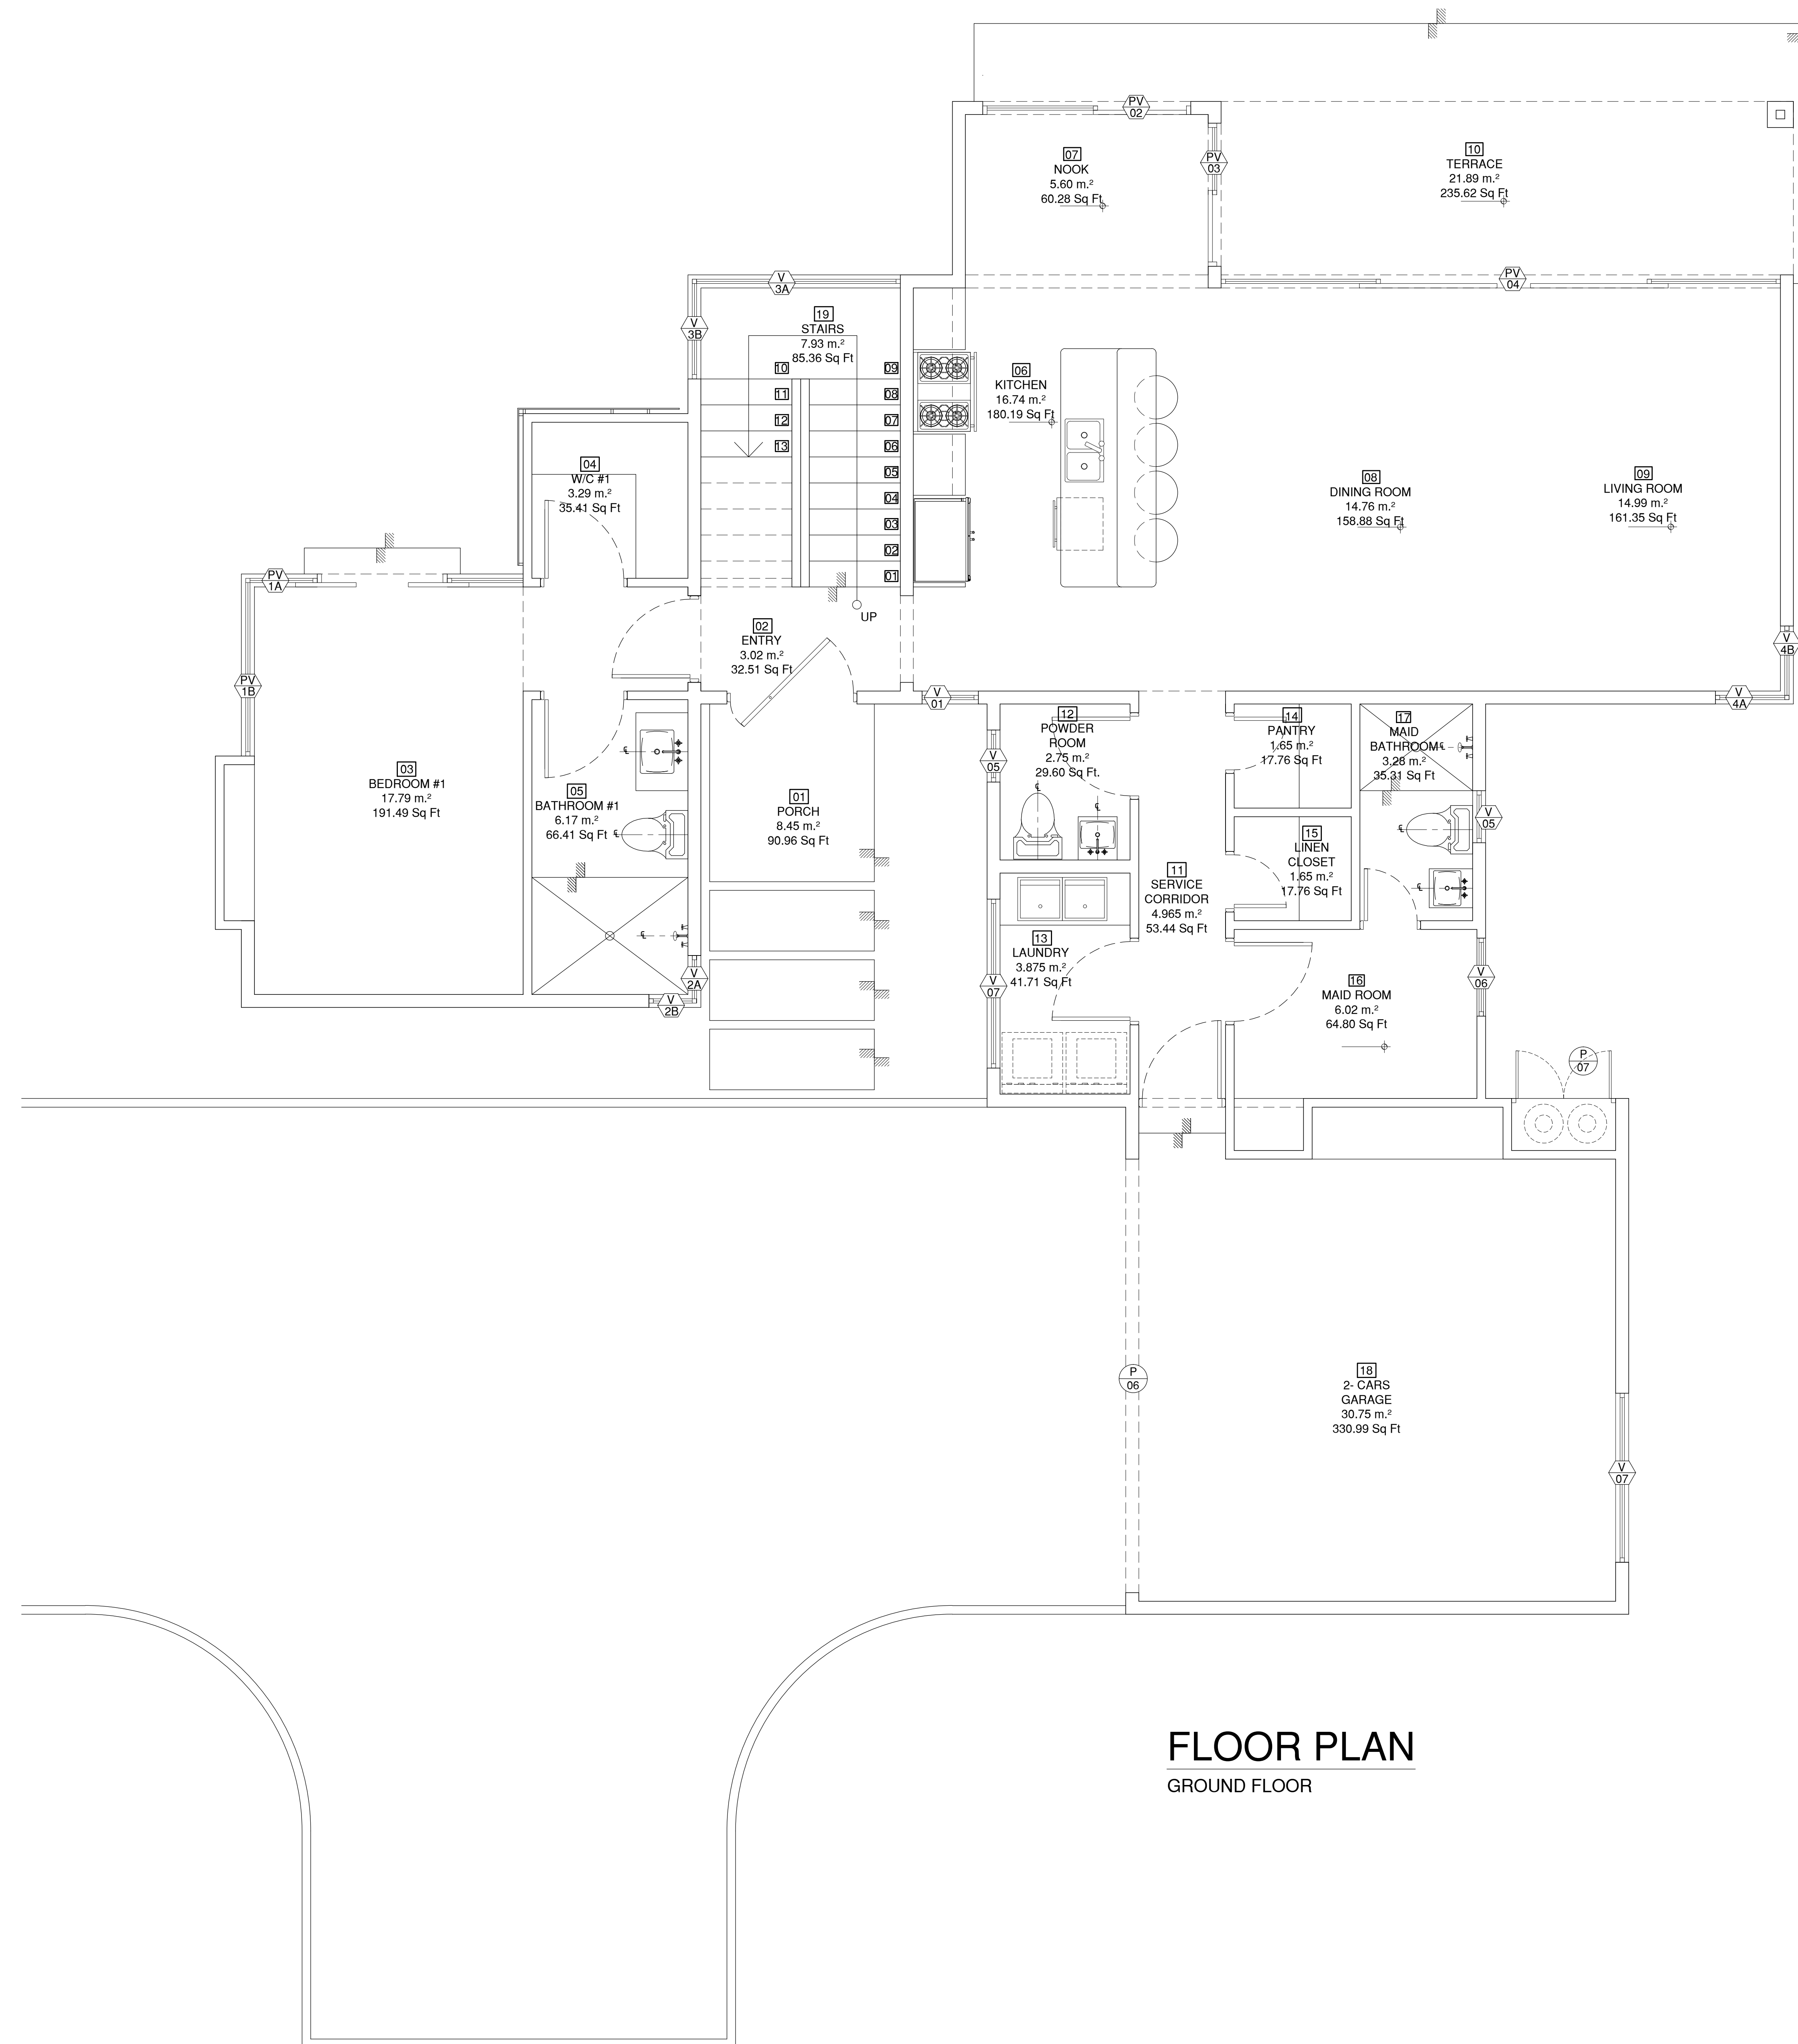 PV
02
07
NOOK
5.60 m.²
60.28 Sq Ft
PV
03
10
TERRACE
21.89 m.²
235.62 Sq Ft
V
3A
PV
04
V
3B
19
STAIRS
7.93 m.²
85.36 Sq Ft
10
11
12
13
09
08
07
06
05
04
03
02
01
06
KITCHEN
16.74 m.²
180.19 Sq Ft
04
W/C #1
3.29 m.²
35.41 Sq Ft
08
DINING ROOM
14.76 m.²
158.88 Sq Ft
09
LIVING ROOM
14.99 m.²
161.35 Sq Ft
PV
1A
UP
02
ENTRY
3.02 m.²
32.51 Sq Ft
V
4B
PV
1B
V
01
V
4A
12
POWDER
ROOM
2.75 m.²
29.60 Sq Ft.
14
PANTRY
1.65 m.²
17.76 Sq Ft
17
MAID
BATHROOM
3.28 m.²
35.31 Sq Ft
V
05
03
BEDROOM #1
17.79 m.²
191.49 Sq Ft
05
BATHROOM #1
6.17 m.²
66.41 Sq Ft
01
PORCH
8.45 m.²
90.96 Sq Ft
V
05
15
LINEN
CLOSET
1.65 m.²
17.76 Sq Ft
11
SERVICE
CORRIDOR
4.965 m.²
53.44 Sq Ft
13
LAUNDRY
3.875 m.²
41.71 Sq Ft
V
2A
V
2B
V
07
16
MAID ROOM
6.02 m.²
64.80 Sq Ft
V
06
P
07
P
06
18
2- CARS
GARAGE
30.75 m.²
330.99 Sq Ft
V
07
FLOOR PLAN
GROUND FLOOR